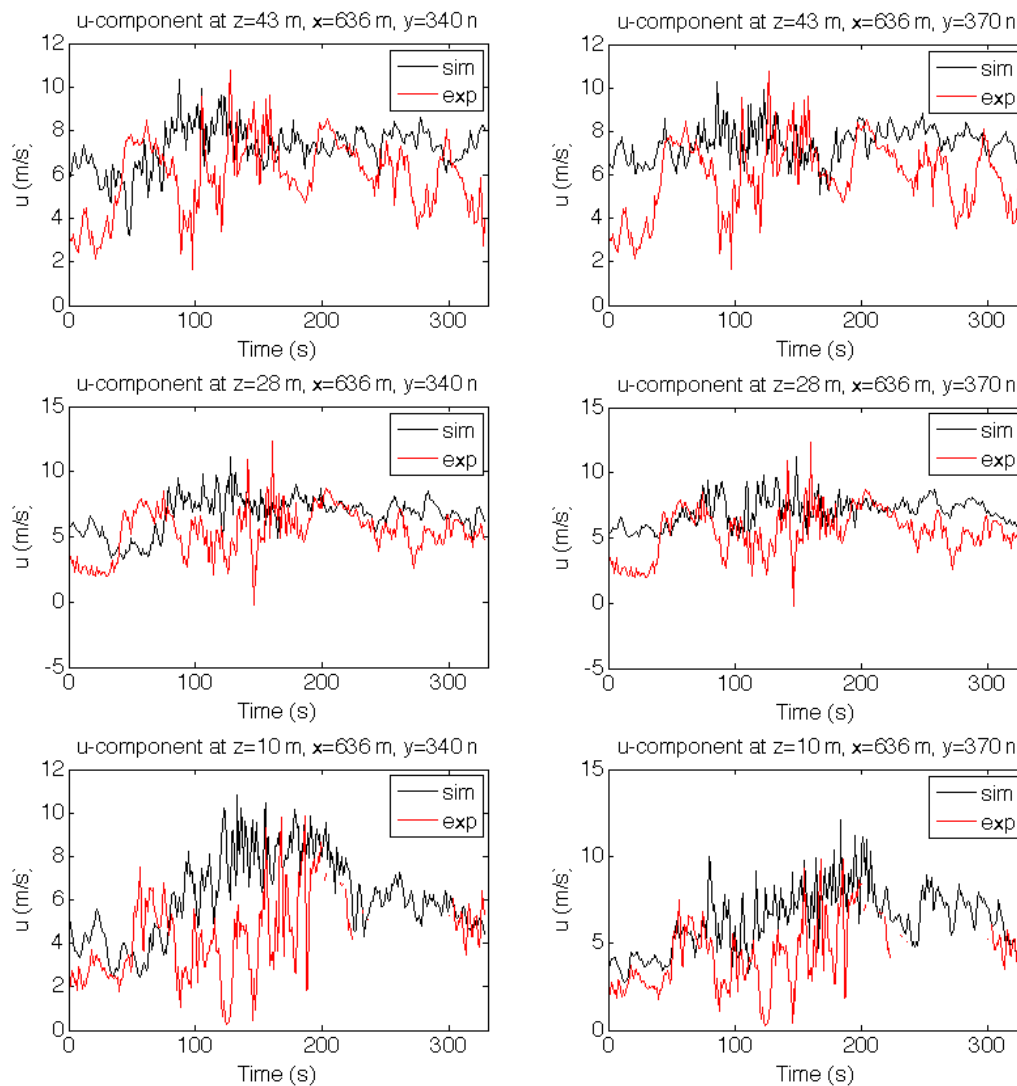 u-component at z=43 m, x=636 m, y=340 n
12
10
8
6
4
2
0
u (m/s)
sim
exp
0 100 200 300
Time (s)
u-component at z=43 m, x=636 m, y=370 n
12
10
8
6
4
2
0
u (m/s)
sim
exp
0 100 200 300
Time (s)
u-component at z=28 m, x=636 m, y=340 n
15
10
5
0
-5
u (m/s)
sim
exp
0 100 200 300
Time (s)
u-component at z=28 m, x=636 m, y=370 n
15
10
5
0
-5
u (m/s)
sim
exp
0 100 200 300
Time (s)
u-component at z=10 m, x=636 m, y=340 n
12
10
8
6
4
2
0
u (m/s)
sim
exp
0 100 200 300
Time (s)
u-component at z=10 m, x=636 m, y=370 n
15
10
5
0
u (m/s)
sim
exp
0 100 200 300
Time (s)